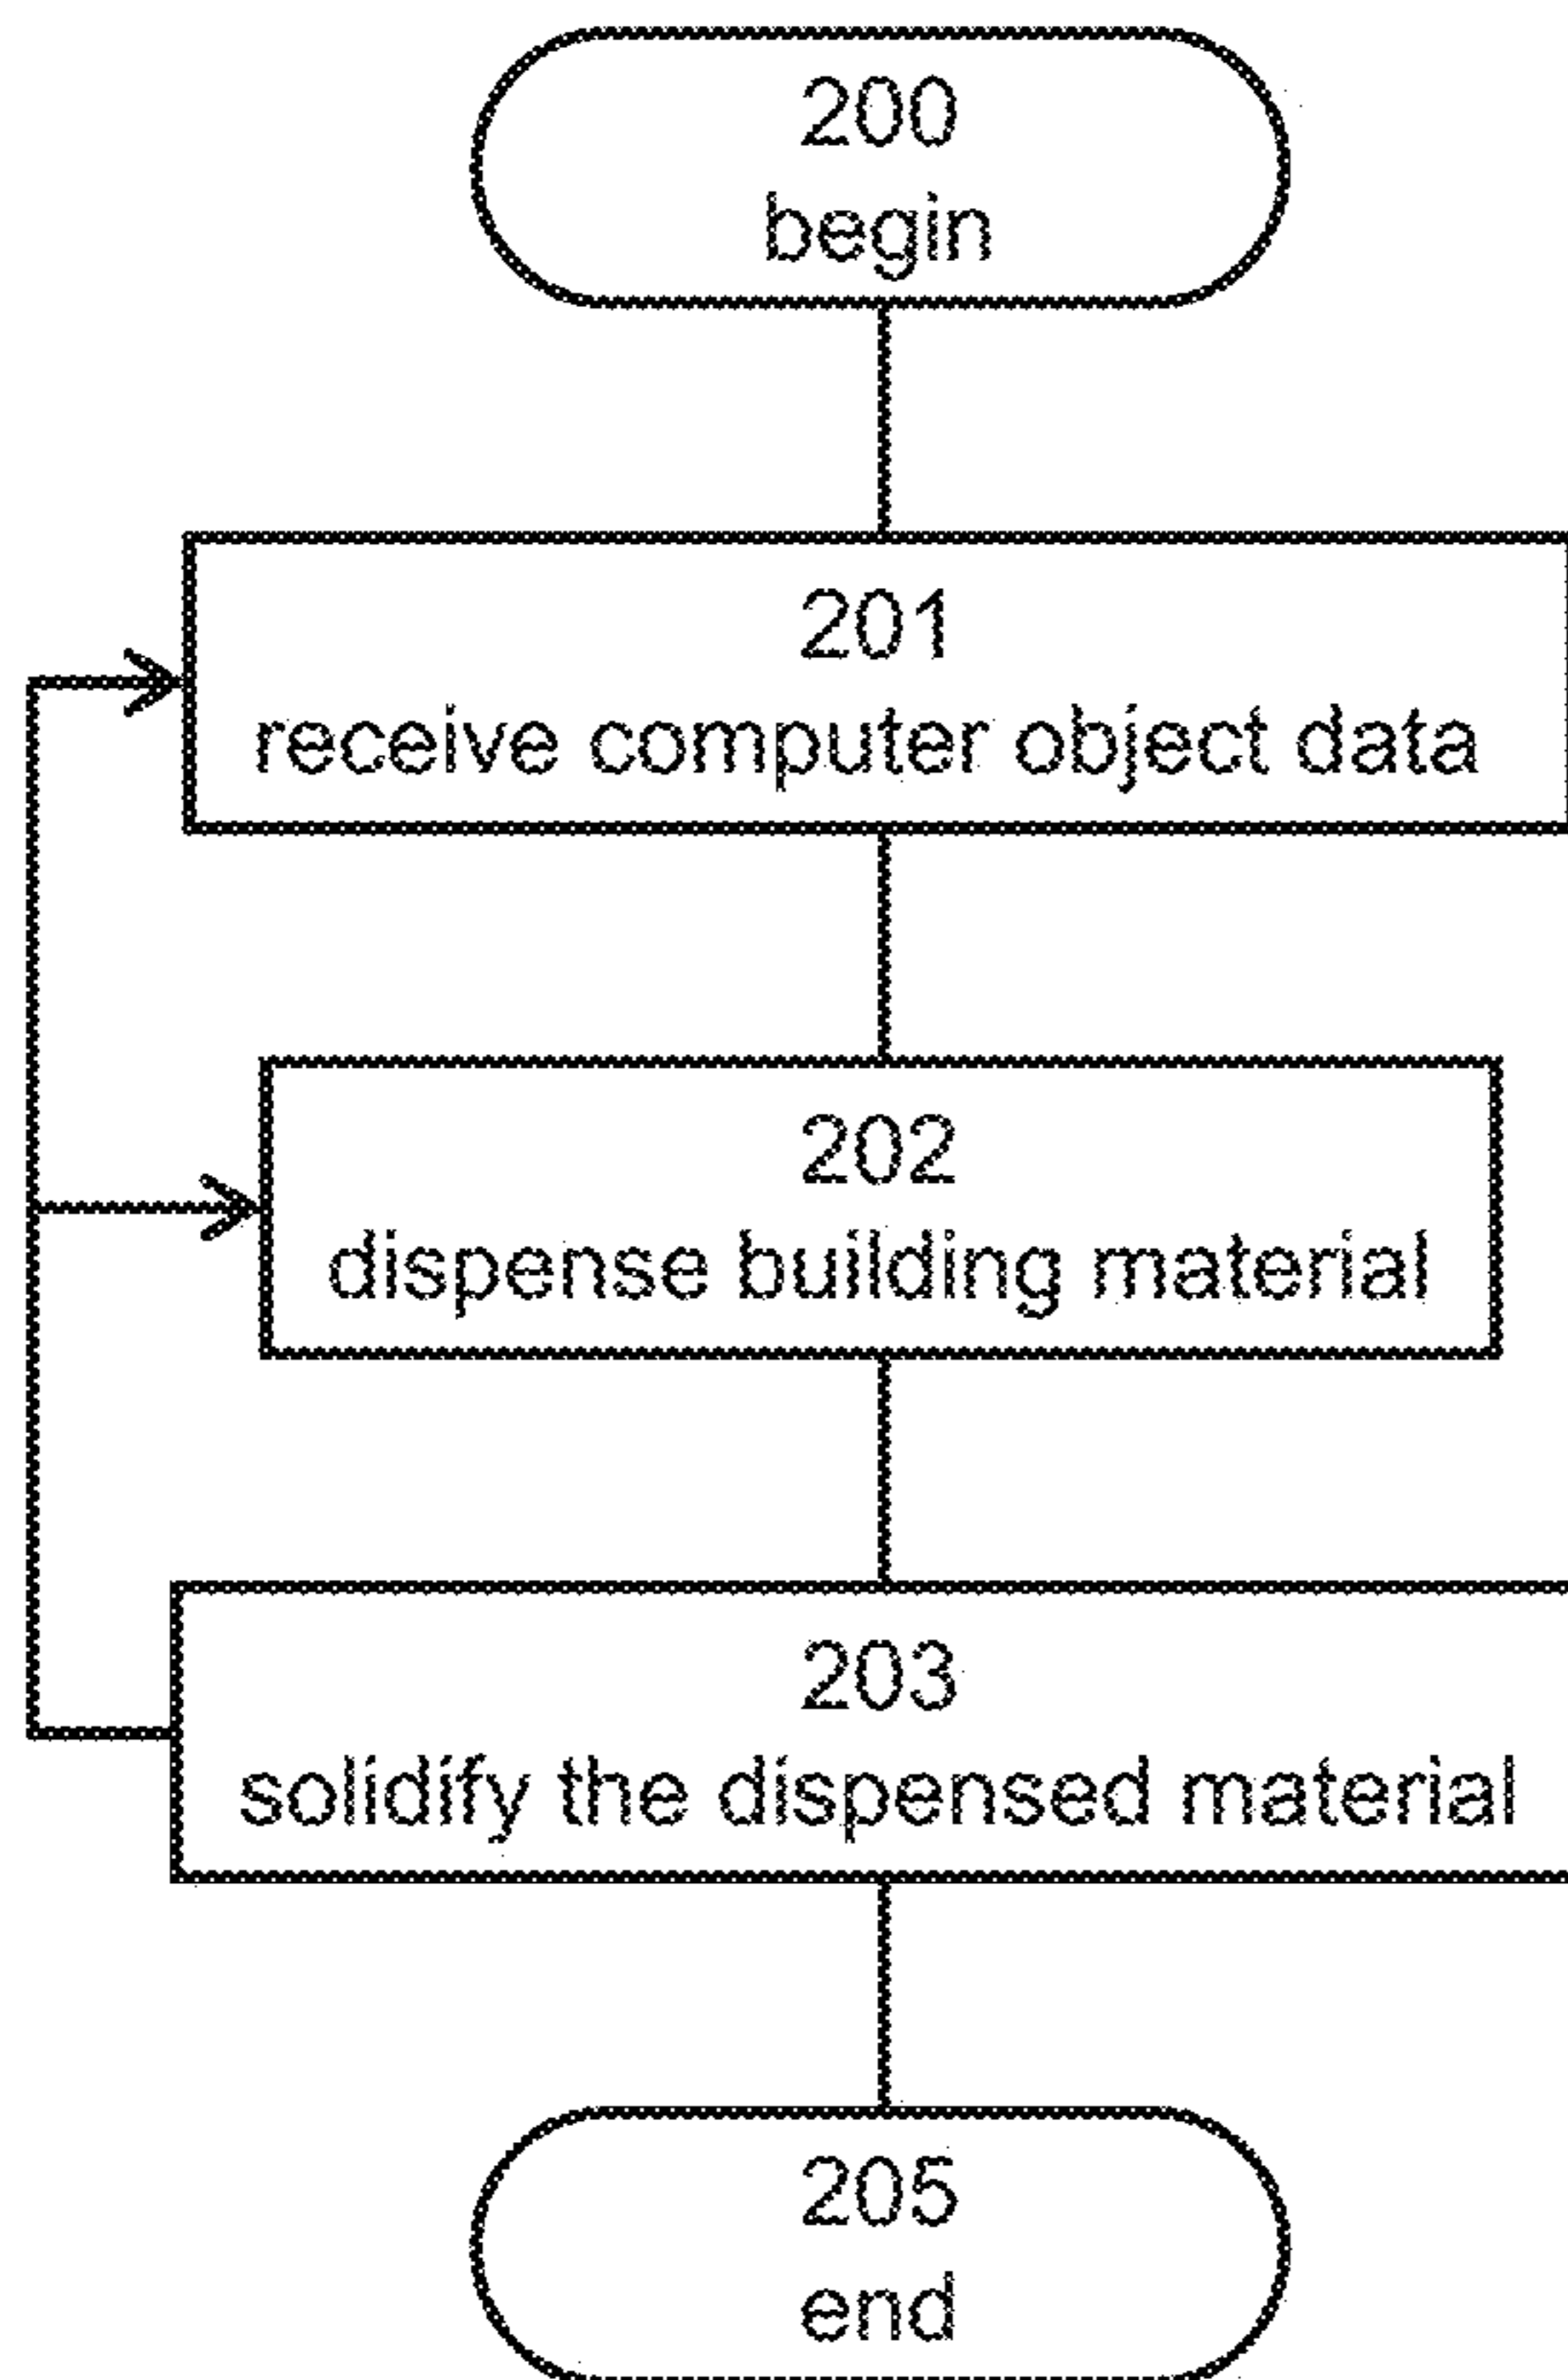 200
begin
201
receive computer object data
202
dispense building material
203
solidify the dispensed material
205
end